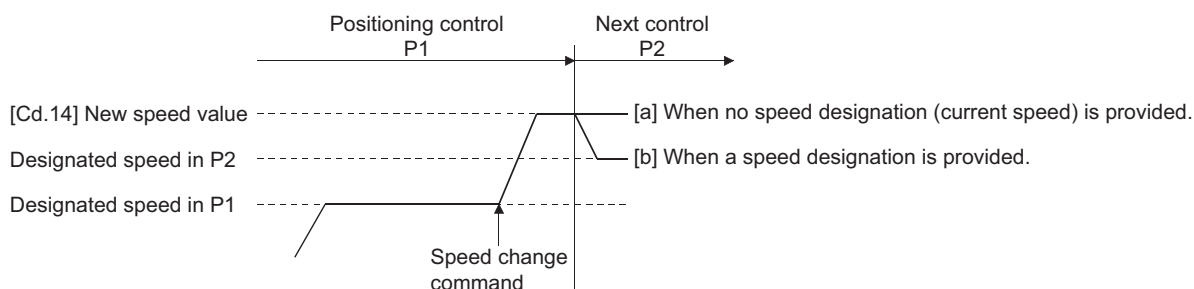 Positioning control
P1
Next control
P2
[Cd.14] New speed value
[a] When no speed designation (current speed) is provided.
Designated speed in P2
[b] When a speed designation is provided.
Designated speed in P1
Speed change
command